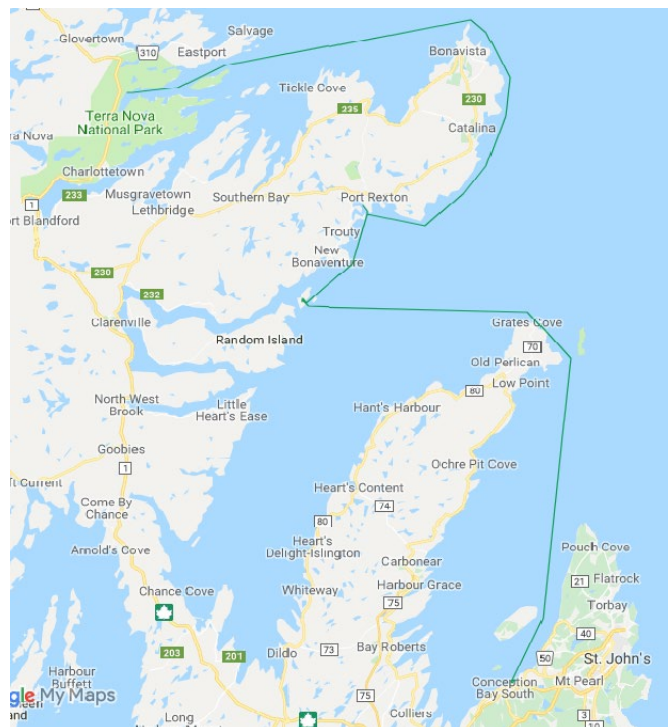 Glovertown
Salvage
310
Eastport
Bonavista
Tickle Cove
235
230
Terra Nova
National Park
Catalina
ra Nova
Charlottetown
233
Musgravetown
Lethbridge
Southern Bay
Port Rexton
1
ort Blandford
Trouty
New
Bonaventure
230
232
Clarenville
Random Island
Grates Cove
70
Old Perlican
80
Low Point
North West
Brook
Little
Heart's Ease
Hant's Harbour
Goobies
Ochre Pit Cove
1
t Current
Heart's Content
Come By
Chance
74
80
Arnold's Cove
Heart's
Delight-Islington
Pouch Cove
Carbonear
Chance Cove
Whiteway
Harbour Grace
21
Flatrock
75
Torbay
40
203
201
Dildo
73
Bay Roberts
50
St. John's
Harbour
Buffett
Conception
Bay South
Mt Pearl
gle My Maps
75
Long
Colliers
3
10